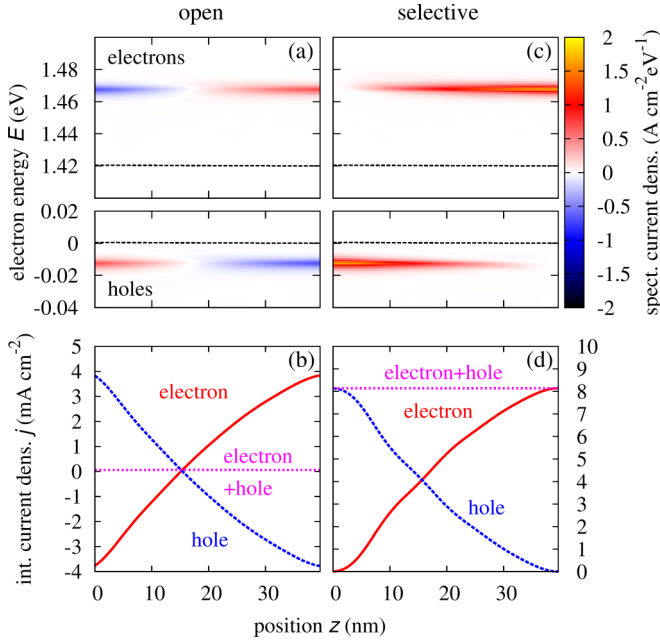 open
selective
electrons
(a)
(c)
1.48
1.46
1.44
1.42
0.02
0
-0.02
-0.04
electron energy E (eV)
holes
2
1.5
1
0.5
0
-0.5
-1
-1.5
-2
spect. current dens. (A cm-2eV-1)
5
4
3
2
1
0
-1
-2
-3
-4
int. current dens. j (mA cm-2)
(b)
electron
electron
+hole
hole
(d)
electron+hole
electron
hole
10
9
8
7
6
5
4
3
2
1
0
0
10
20
30
0
10
20
30
position z (nm)